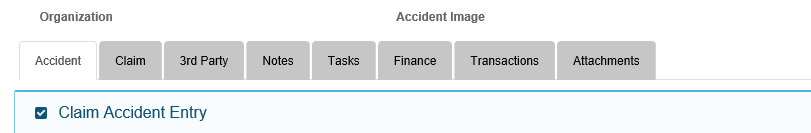 Organization Accident Image
Accident Claim 3rd Party Notes Tasks Finance Transactions Attachments
Claim Accident Entry